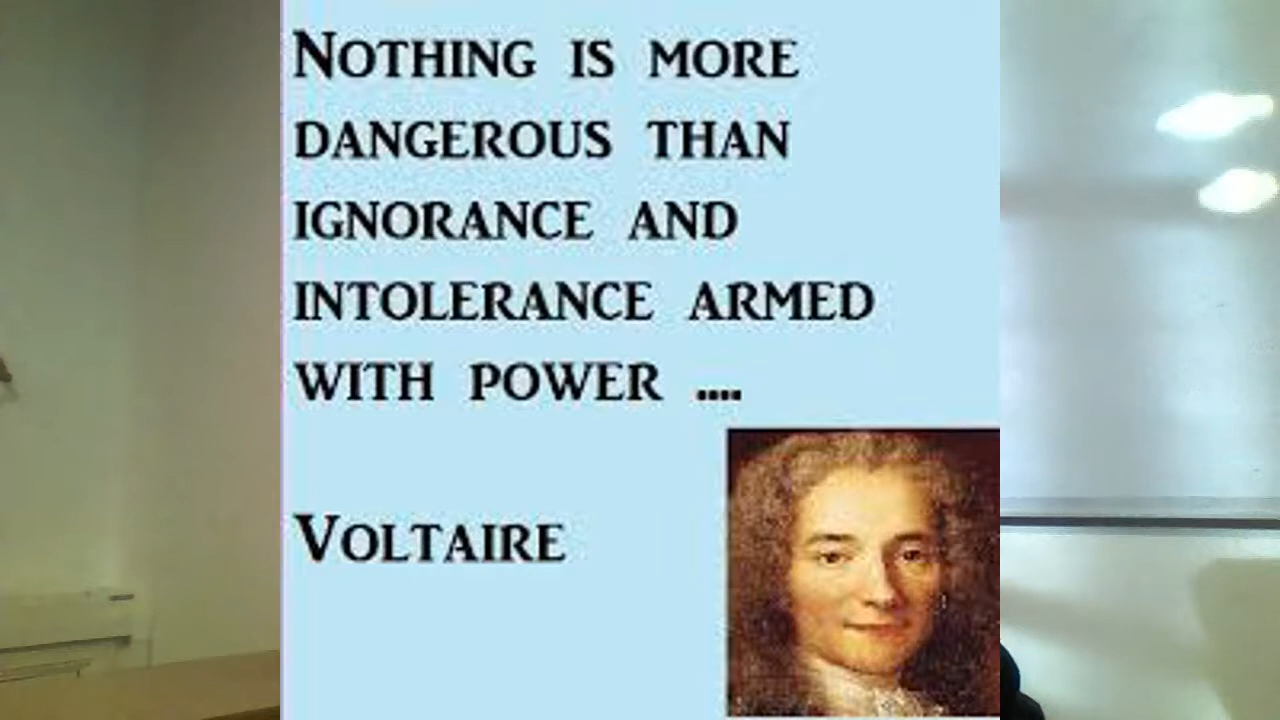 Nothing is more
dangerous than
ignorance and
intolerance armed
with power ....
Voltaire